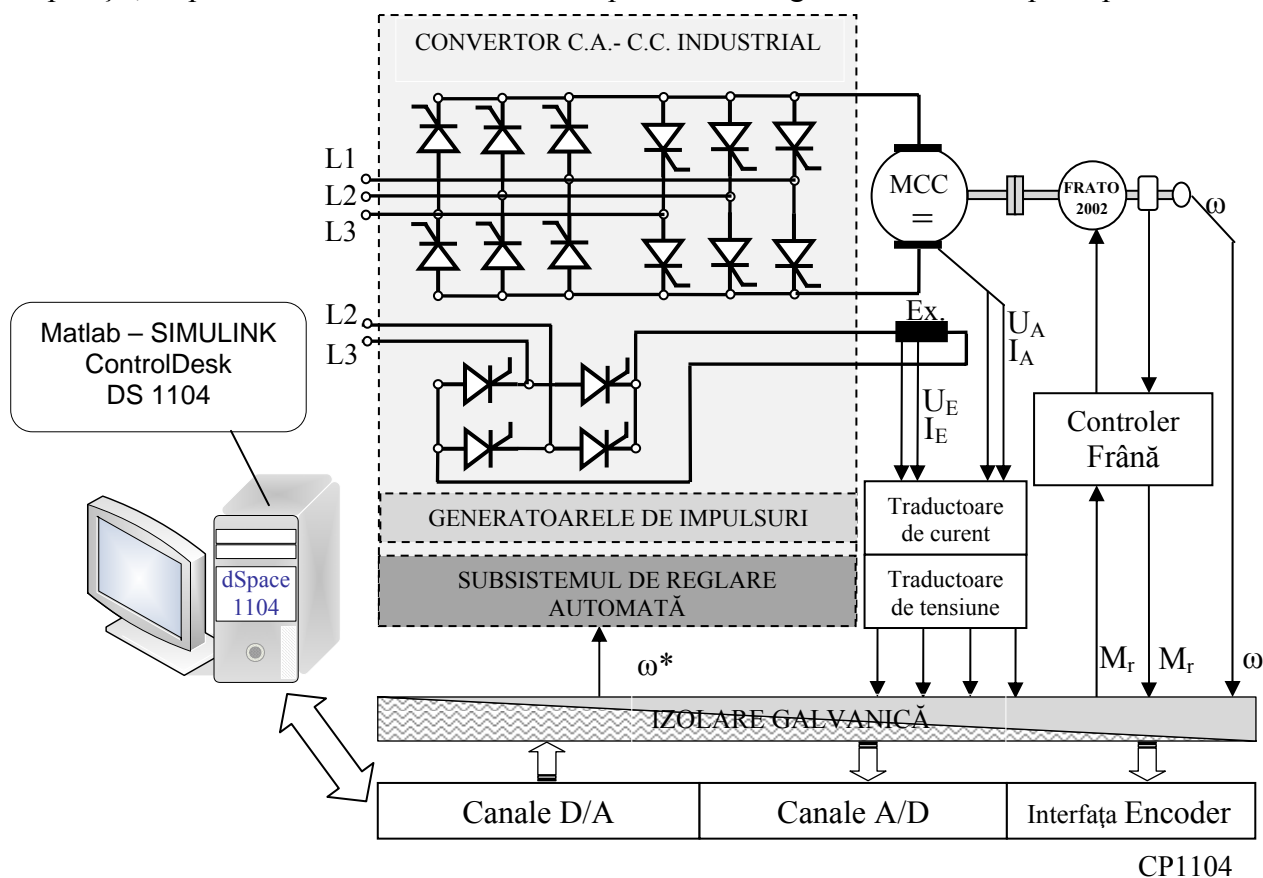 CONVERTOR C.A.- C.C. INDUSTRIAL
L1
L2
L3
MCC
=
FRATO
2002
ω
L2
L3
Ex.
U_A
I_A
U_E
I_E
Matlab – SIMULINK
ControlDesk
DS 1104
Controler
Frână
GENERATOARELE DE IMPULSURI
Traductoare
de curent
SUBSISTEMUL DE REGLARE
AUTOMATĂ
Traductoare
de tensiune
dSpace
1104
ω*
M_r
M_r
ω
IZOLARE GALVANICĂ
Canale D/A
Canale A/D
Interfaţa Encoder
CP1104